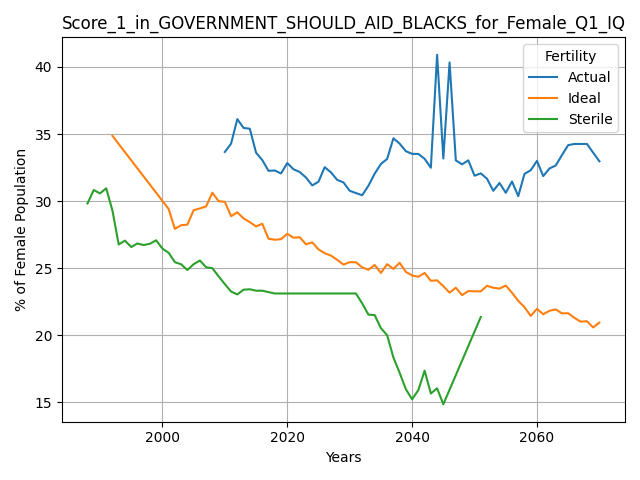 Score_1_in_GOVERNMENT_SHOULD_AID_BLACKS_for_Female_Q1_IQ
Fertility
Actual
Ideal
Sterile
% of Female Population
40
35
30
25
20
15
2000
2020
2040
2060
Years